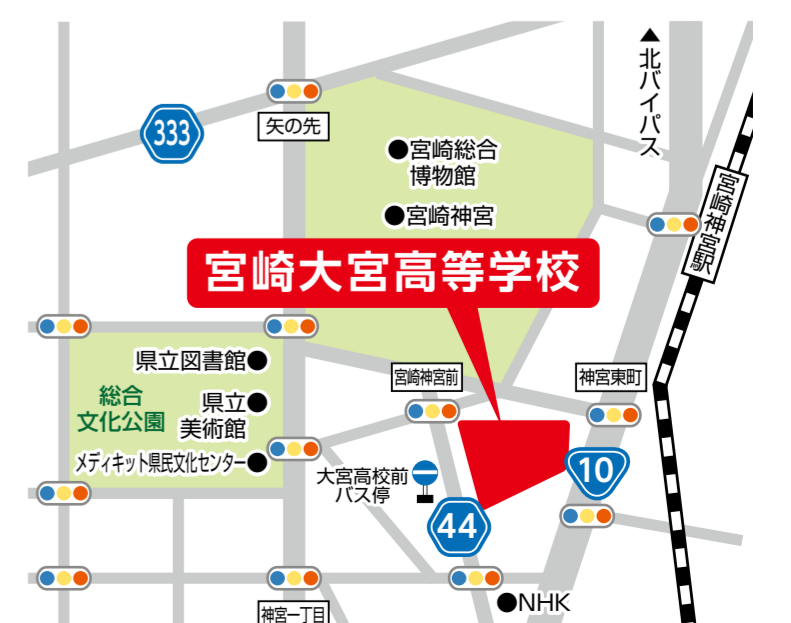 ▲北バイパス
333
矢の先
●宮崎総合
博物館
●宮崎神宮
宮崎神宮駅
宮崎大宮高等学校
県立図書館●
総合
文化公園
県立●
美術館
メディキット県民文化センター●
宮崎神宮前
神宮東町
大宮高校前
バス停
10
44
神宮一丁目
●NHK